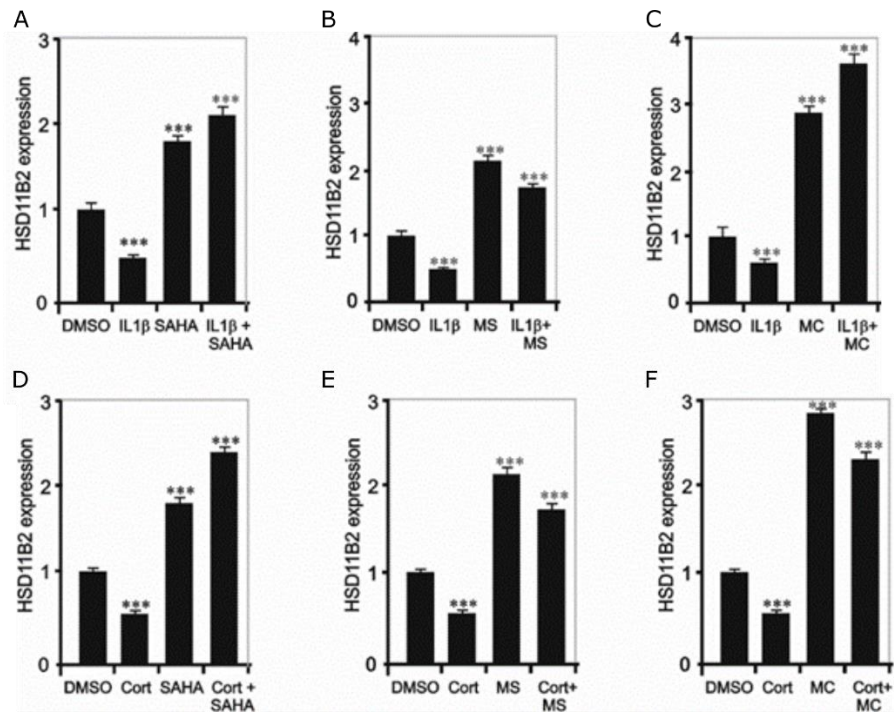 A
HSD11B2 expression
3
2
1
0
***
***
***
DMSO IL1β SAHA IL1β +
SAHA
B
HSD11B2 expression
4
3
2
1
0
***
***
***
DMSO IL1β MS IL1β+
MS
C
HSD11B2 expression
4
3
2
1
0
***
***
***
DMSO IL1β MC IL1β+
MC
D
HSD11B2 expression
3
2
1
0
***
***
***
DMSO Cort SAHA Cort +
SAHA
E
HSD11B2 expression
3
2
1
0
***
***
***
DMSO Cort MS Cort+
MS
F
HSD11B2 expression
3
2
1
0
***
***
***
DMSO Cort MC Cort+
MC